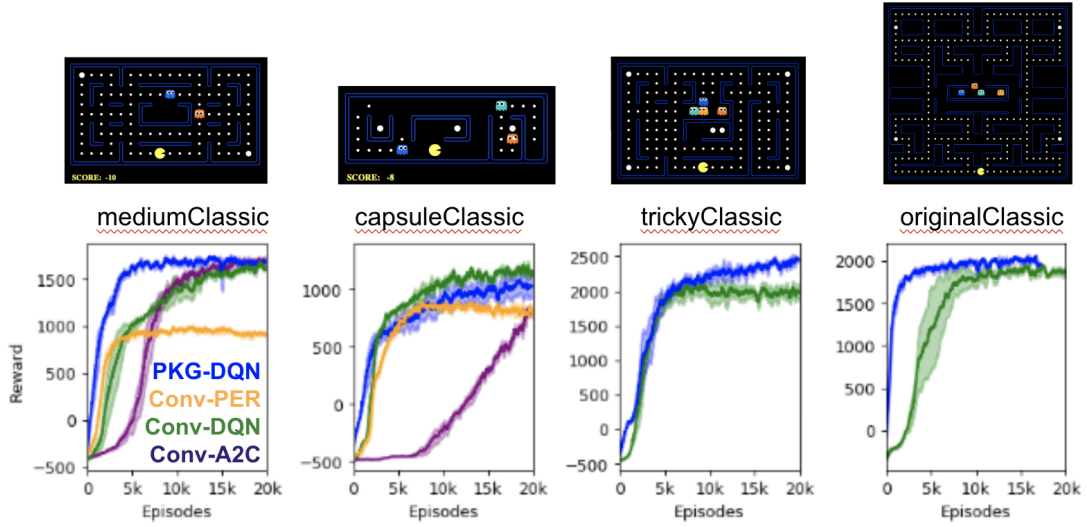 SCORE: -10
SCORE: -8
mediumClassic
capsuleClassic
trickyClassic
originalClassic
Reward
1500
1000
500
0
−500
PKG-DQN
Conv-PER
Conv-DQN
Conv-A2C
0 5k 10k 15k 20k
Episodes
1000
500
0
−500
0 5k 10k 15k 20k
Episodes
2500
2000
1500
1000
500
0
−500
0 5k 10k 15k 20k
Episodes
2000
1500
1000
500
0
0 5k 10k 15k 20k
Episodes